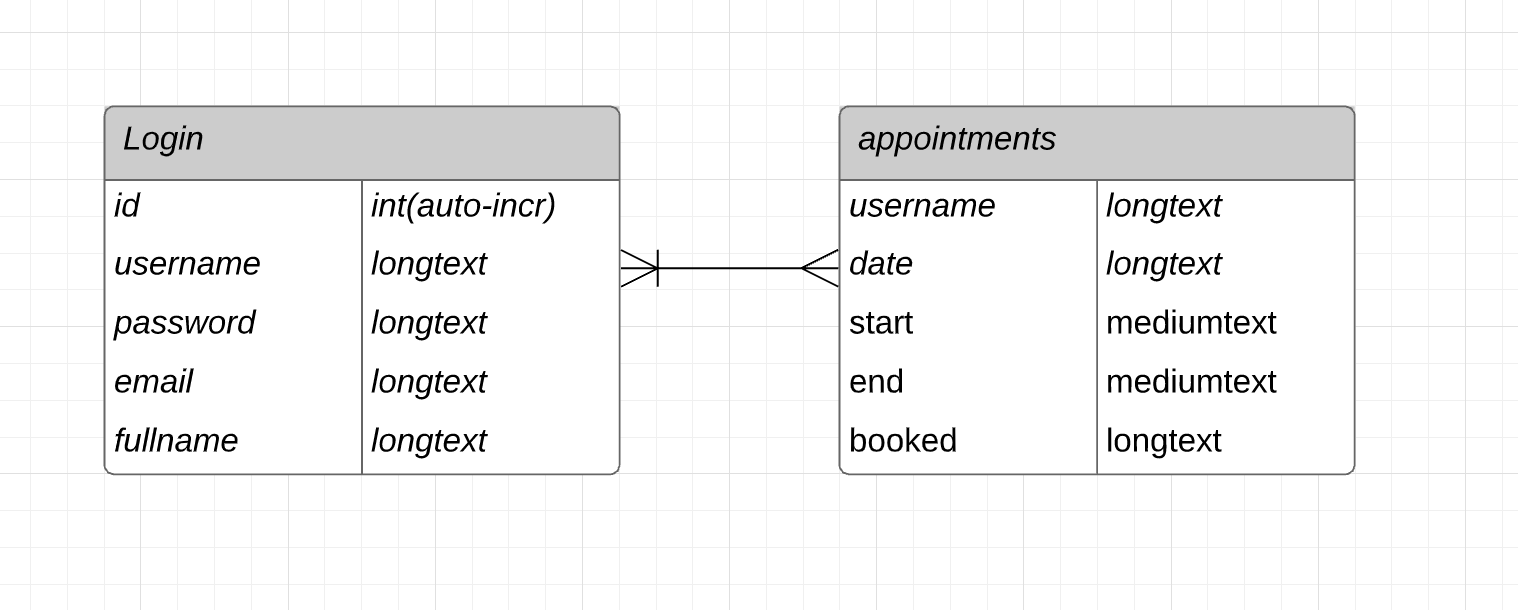 Login
id int(auto-incr)
username longtext
password longtext
email longtext
fullname longtext
appointments
username longtext
date longtext
start mediumtext
end mediumtext
booked longtext